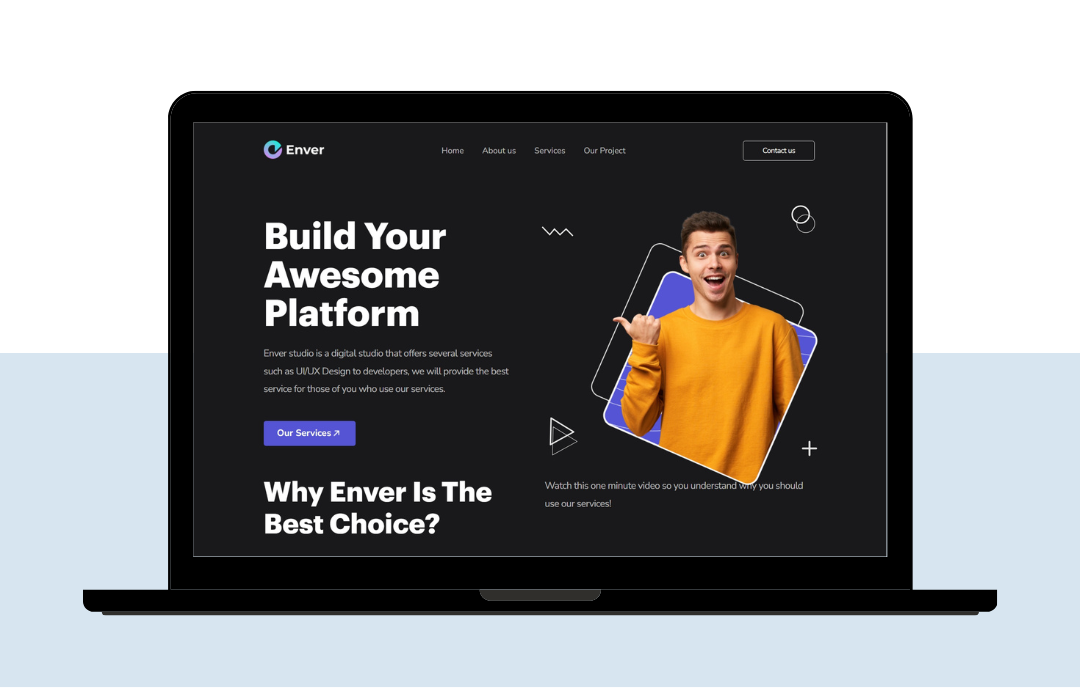 Enver
Home
About us
Services
Our Project
Contact us
Build Your
Awesome
Platform
Enver studio is a digital studio that offers several services
such as UI/UX Design to developers, we will provide the best
service for those of you who use our services.
Our Services
Why Enver Is The
Best Choice?
Watch this one minute video so you understand why you should
use our services!